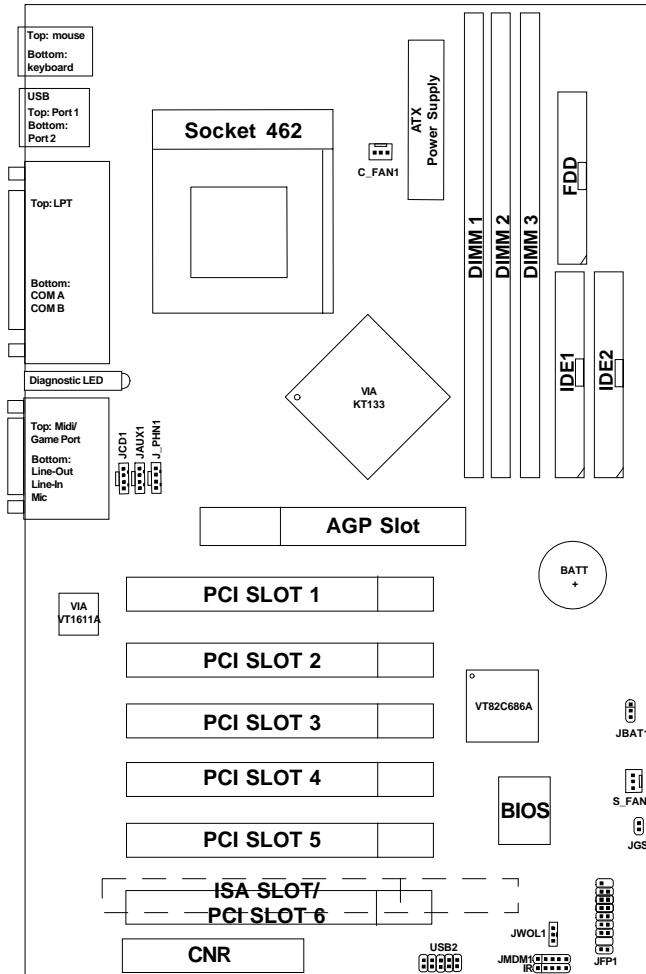 Top: mouse
Bottom:
keyboard
USB
Top: Port 1
Bottom:
Port 2
Socket 462
C_FAN1
ATX
Power Supply
DIMM 1
DIMM 2
DIMM 3
FDD
IDE1
IDE2
Top: LPT
Bottom:
COM A
COM B
Diagnostic LED
VIA
KT133
Top: Midi/
Game Port
Bottom:
Line-Out
Line-In
Mic
JCD1
JAUX1
J_PHN1
AGP Slot
BATT
+
VIA
VT1611A
PCI SLOT 1
PCI SLOT 2
PCI SLOT 3
PCI SLOT 4
PCI SLOT 5
ISA SLOT/
PCI SLOT 6
CNR
VT82C686A
BIOS
JBAT1
S_FAN
JGS
JWOL1
USB2
JMDM1
IR
JFP1